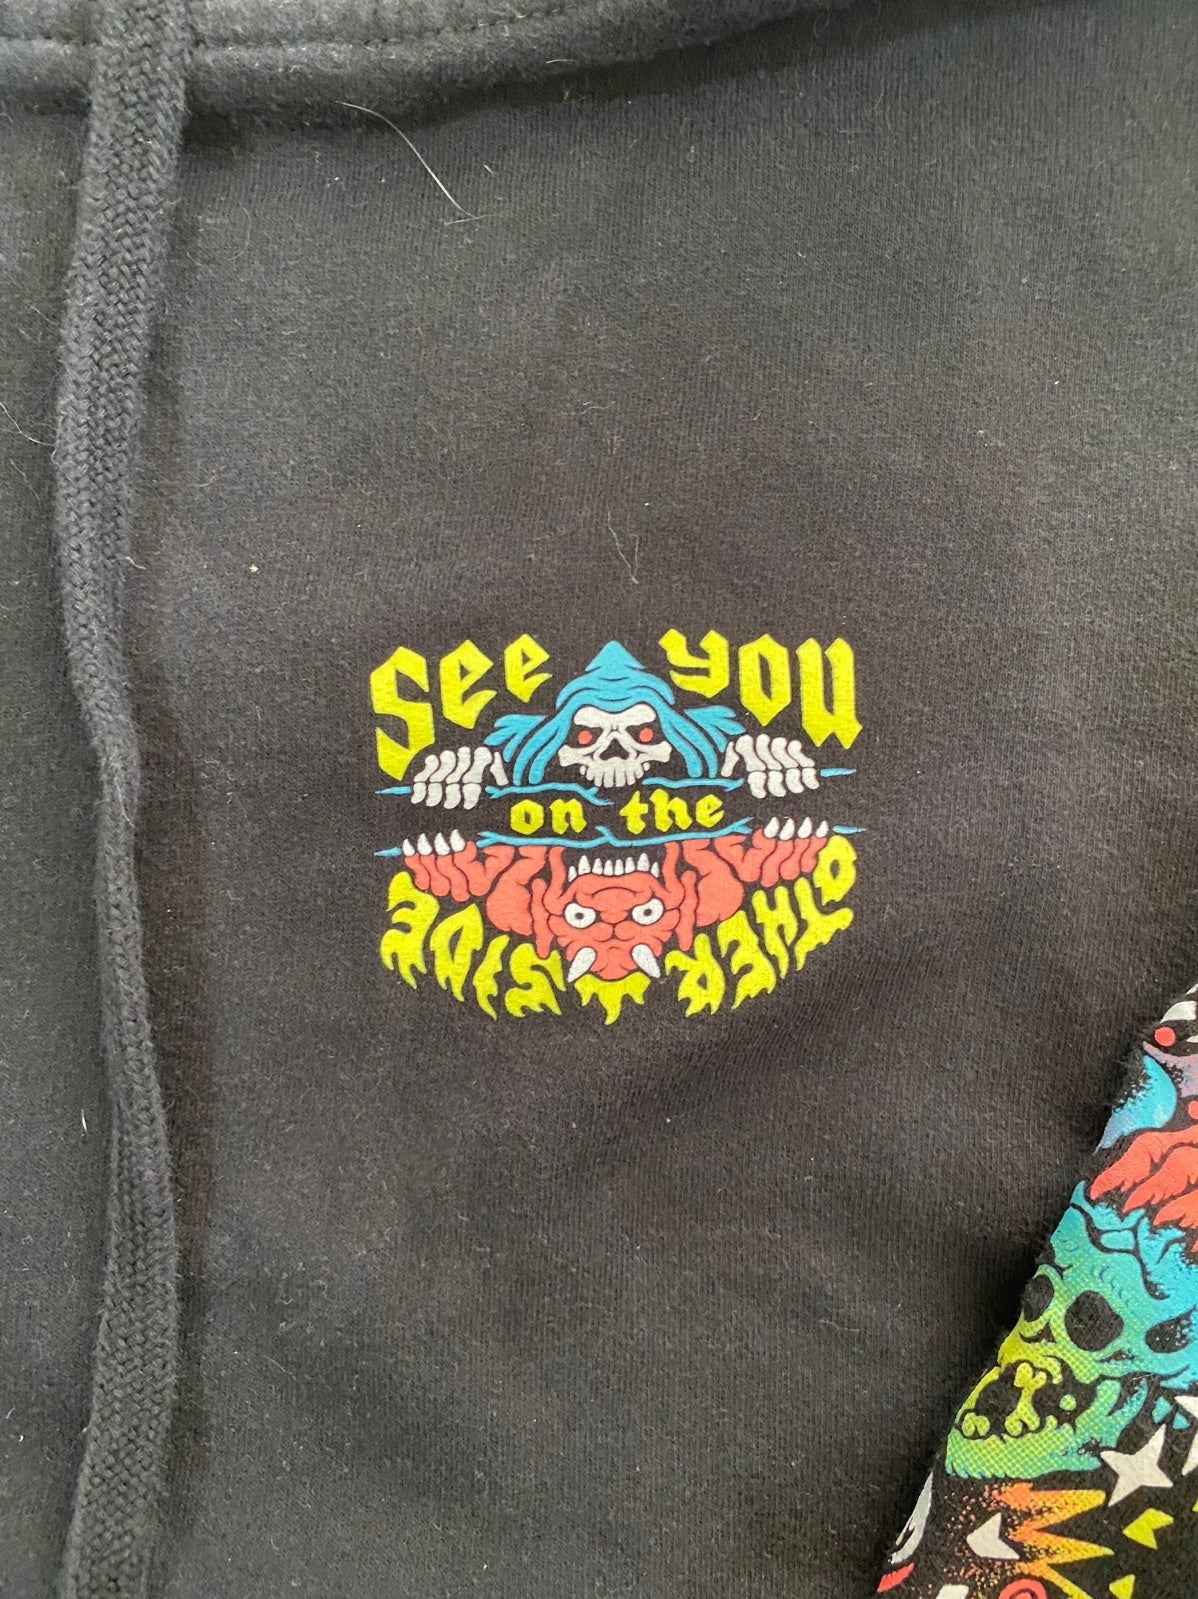 See you
on the
OTHER SIDE